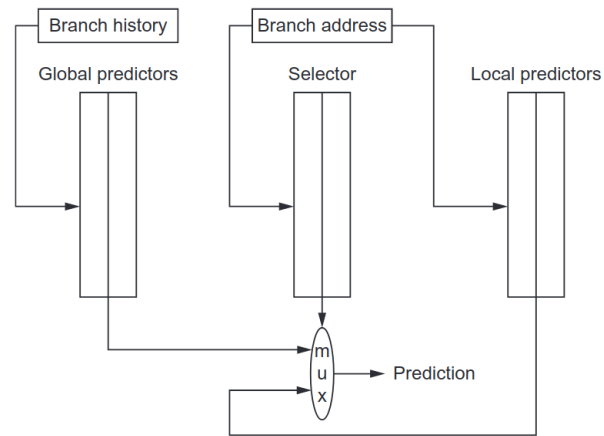 Branch history
Branch address
Global predictors
Selector
Local predictors
m
u
x
Prediction